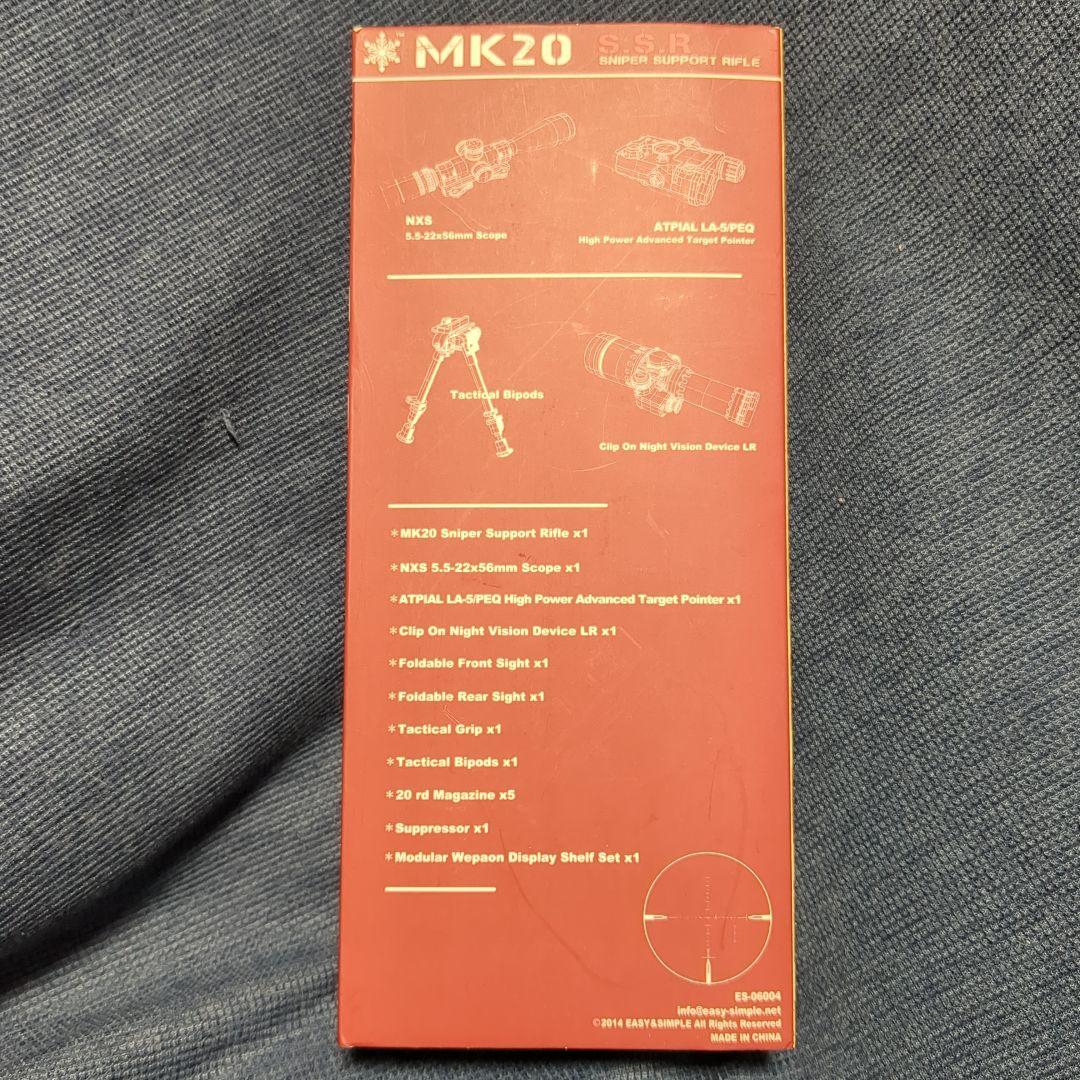 ™ MK20 S.S.R
SNIPER SUPPORT RIFLE
NXS
5.5-22x56mm Scope
ATPIAL LA-5/PEQ
High Power Advanced Target Pointer
Tactical Bipods
Clip On Night Vision Device LR
*MK20 Sniper Support Rifle x1
*NXS 5.5-22x56mm Scope x1
*ATPIAL LA-5/PEQ High Power Advanced Target Pointer x1
*Clip On Night Vision Device LR x1
*Foldable Front Sight x1
*Foldable Rear Sight x1
*Tactical Grip x1
*Tactical Bipods x1
*20 rd Magazine x5
*Suppressor x1
*Modular Wepaon Display Shelf Set x1
ES-06004
info@easy-simple.net
©2014 EASY&SIMPLE All Rights Reserved
MADE IN CHINA